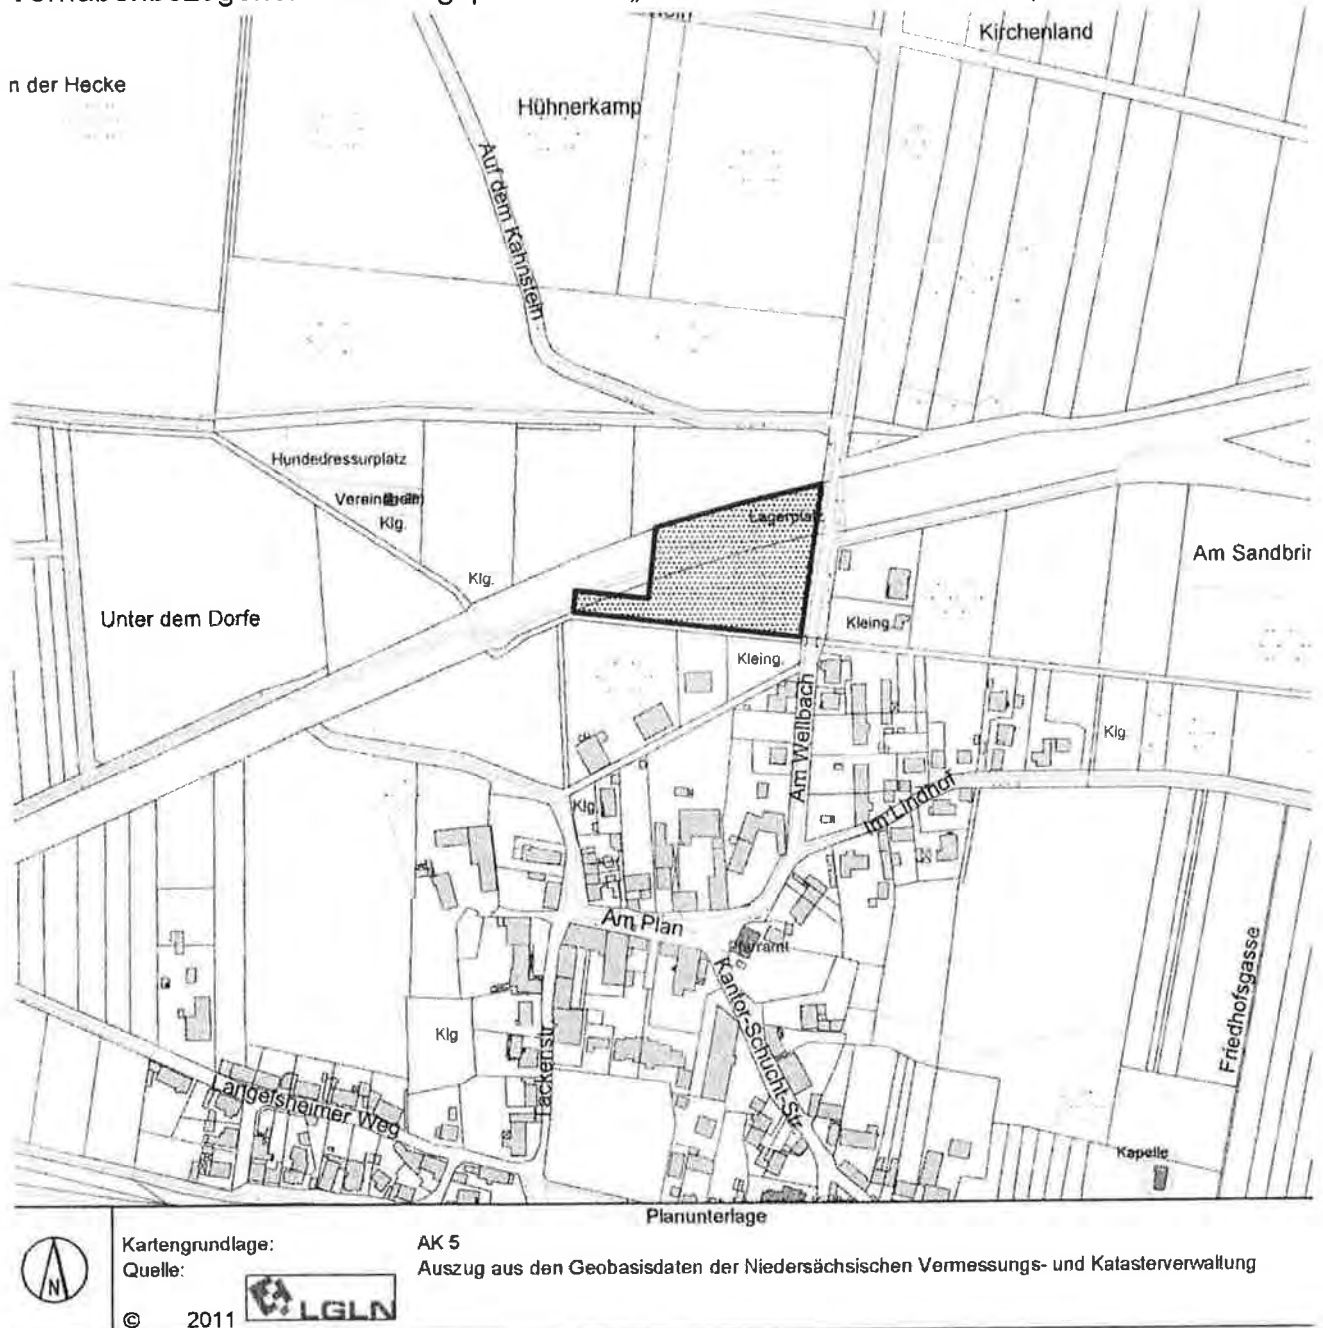 Kirchenland
n der Hecke
Hühnerkamp
Auf dem Kahnstein
Hundedressurplatz
Klg.
Lagerplatz
Am Sandbrin
Klg.
Unter dem Dorfe
Kleing.
Kleing.
Am Wellbach
Klg.
Im Lindhof
Klg.
Am Plan
Pfarramt
Kantor-Schucht-Str.
Friedhofsgasse
Klg
Tackenstr.
Langelsheimer Weg
Kapelle
Planunterlage
Kartengrundlage:
AK 5
Quelle:
Auszug aus den Geobasisdaten der Niedersächsischen Vermessungs- und Katasterverwaltung
N
LGLN
© 2011